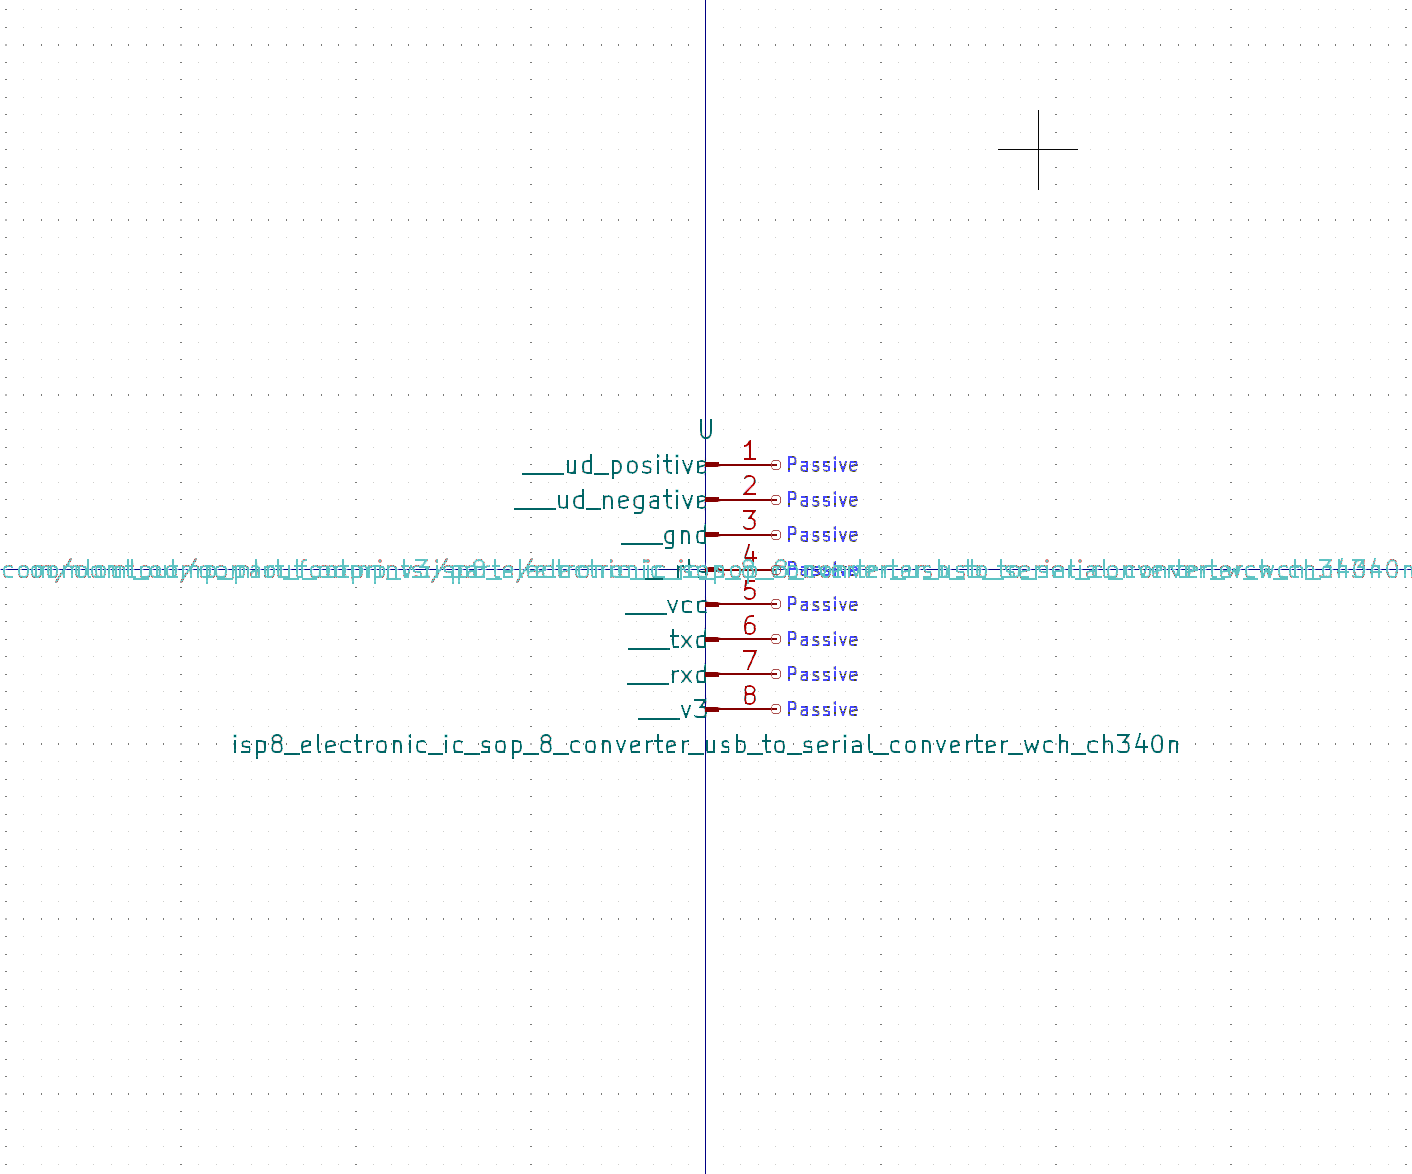 U
___ud_positive 1 Passive
___ud_negative 2 Passive
___gnd 3 Passive
4 Passive
___vcc 5 Passive
___txd 6 Passive
___rxd 7 Passive
___v3 8 Passive
isp8_electronic_ic_sop_8_converter_usb_to_serial_converter_wch_ch340n